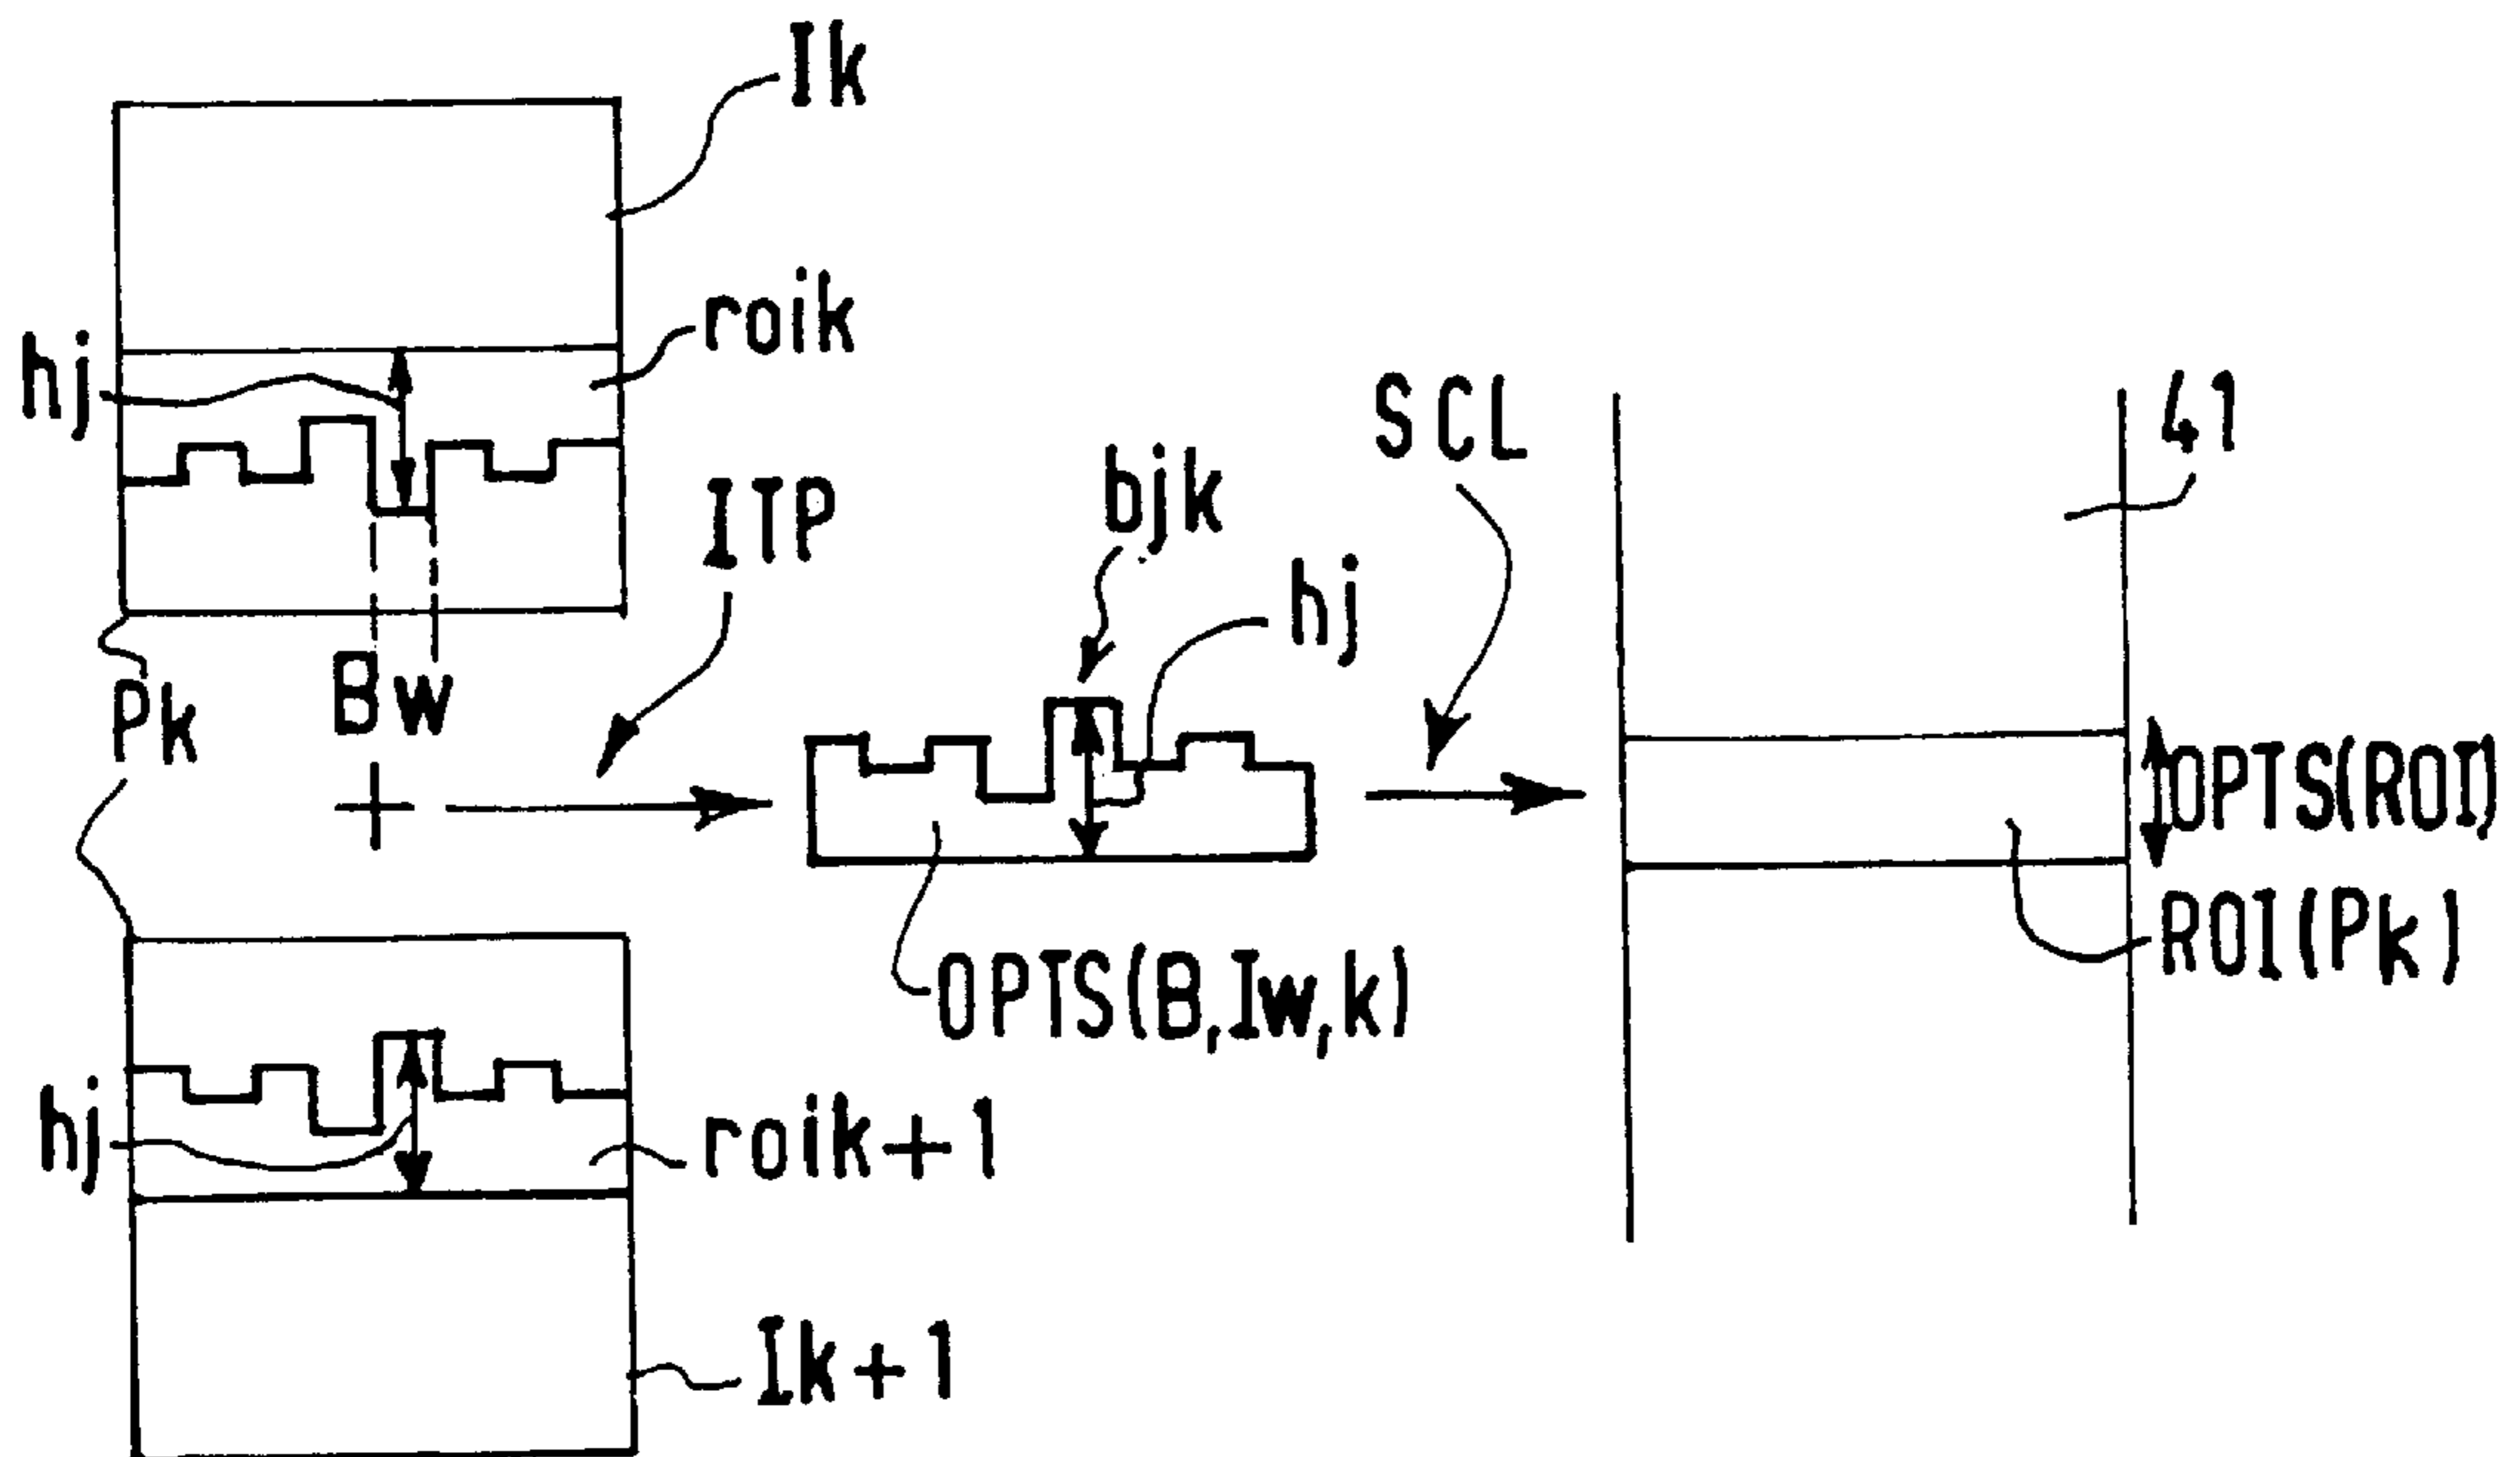 Ik
roik
hj
SCL
41
bjk
ITP
hj
Pk
Bw
OPTS(ROI)
ROI(Pk)
OPTS(B,Iw,k)
hj
roik+1
Ik+1